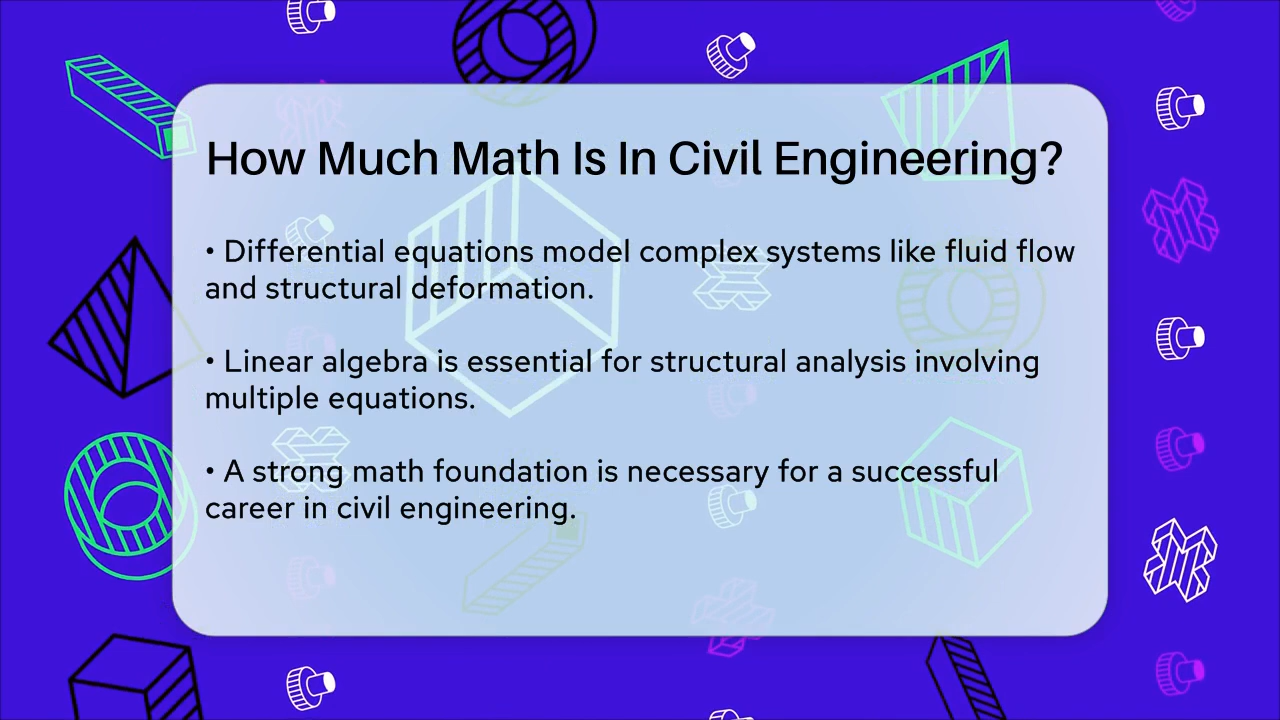 How Much Math Is In Civil Engineering?
• Differential equations model complex systems like fluid flow
and structural deformation.
• Linear algebra is essential for structural analysis involving
multiple equations.
• A strong math foundation is necessary for a successful
career in civil engineering.